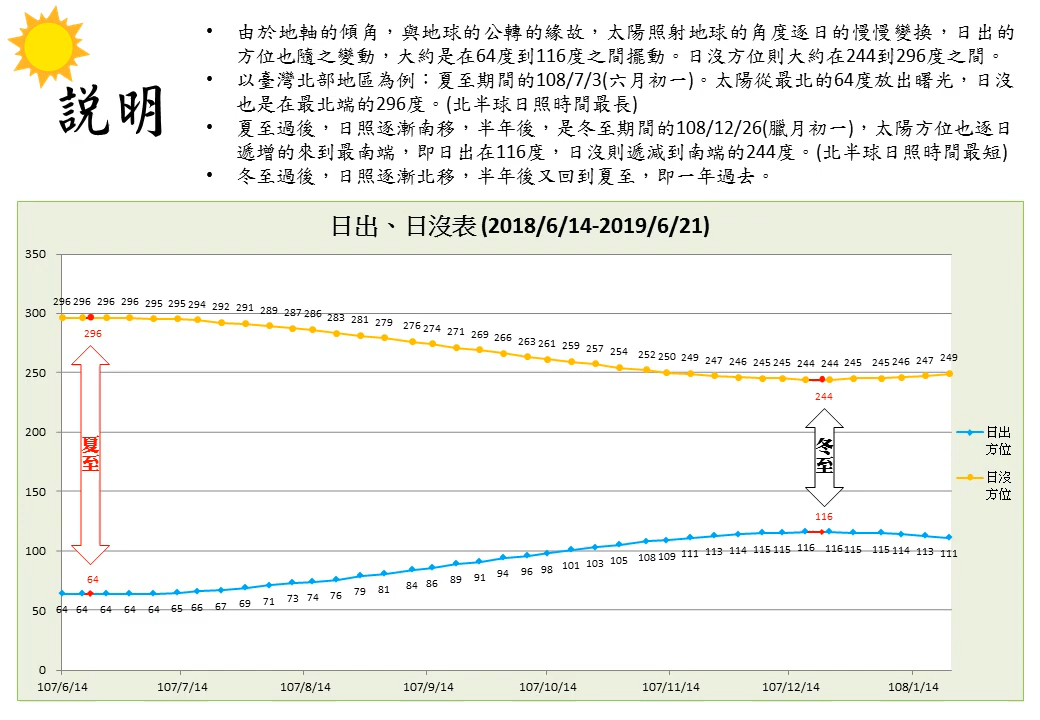 說明
• 由於地軸的傾角，與地球的公轉的緣故，太陽照射地球的角度逐日的慢慢變換，日出的
方位也隨之變動，大約是在64度到116度之間擺動。日沒方位則大約在244到296度之間。
• 以臺灣北部地區為例：夏至期間的108/7/3(六月初一)。太陽從最北的64度放出曙光，日沒
也是在最北端的296度。(北半球日照時間最長)
• 夏至過後，日照逐漸南移，半年後，是冬至期間的108/12/26(臘月初一)，太陽方位也逐日
遞增的來到最南端，即日出在116度，日沒則遞減到南端的244度。(北半球日照時間最短)
• 冬至過後，日照逐漸北移，半年後又回到夏至，即一年過去。
日出、日沒表 (2018/6/14-2019/6/21)
350
300
250
200
150
100
50
0
296 296 296 296 295 295 294 292 291 289 287 286 283 281 279 276 274 271 269 266 263 261 259 257 254 252 250 249 247 246 245 245 244 244 245 245 246 247 249
296
244
夏至
冬至
116
64
64 64 64 64 64 65 66 67 69 71 73 74 76 79 81 84 86 89 91 94 96 98 101 103 105 108 109 111 113 114 115 115 116 116 115 115 114 113 111
107/6/14 107/7/14 107/8/14 107/9/14 107/10/14 107/11/14 107/12/14 108/1/14
日出
方位
日沒
方位